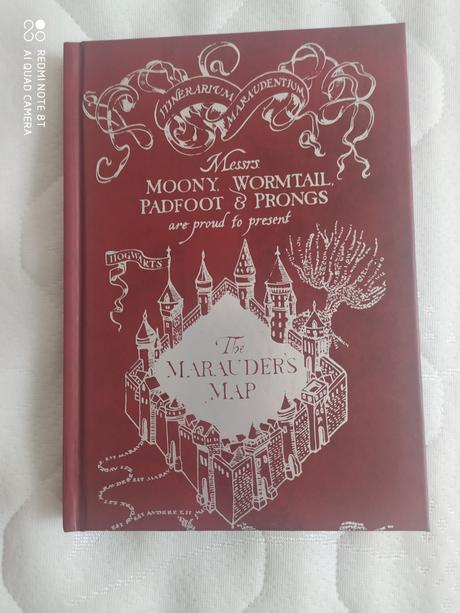 REDMI NOTE 8T
AI QUAD CAMERA
ITINERARIUM
MARAUDENTIUM
Messrs
MOONY, WORMTAIL,
PADFOOT & PRONGS
are proud to present
HOGWARTS
The
MARAUDER'S
MAP